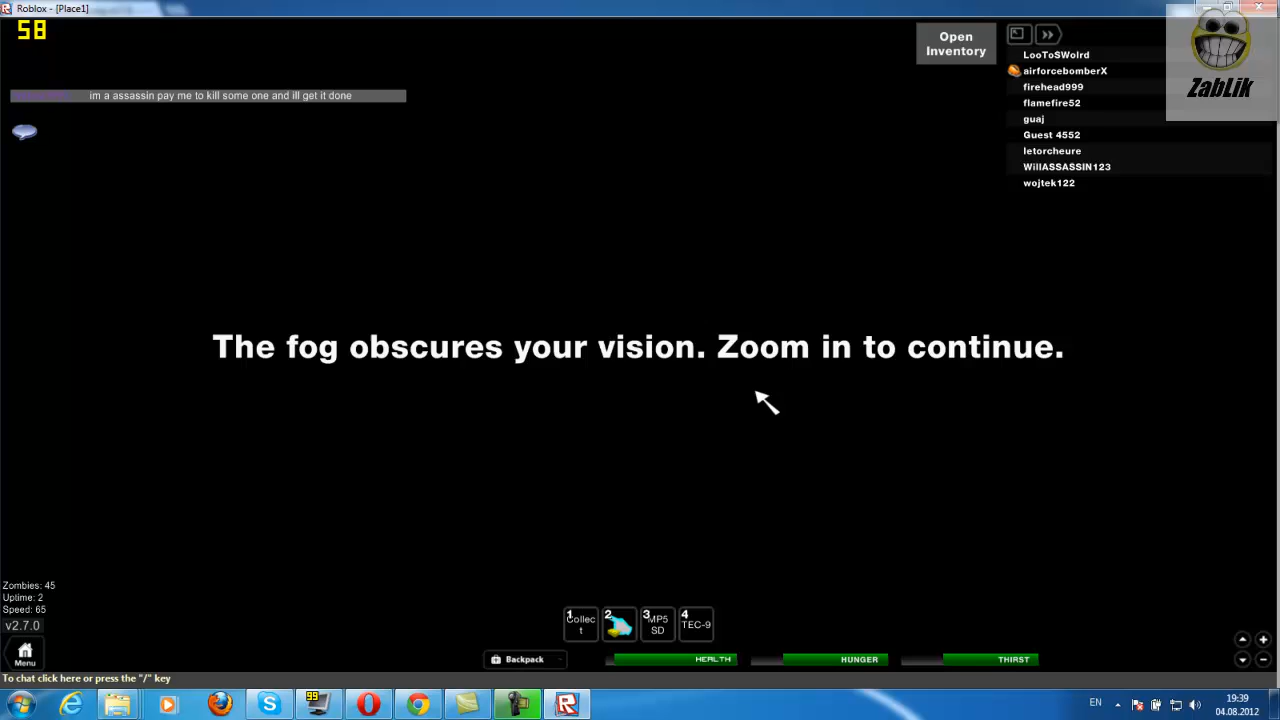 Roblox - [Place1]
58
Open
Inventory
LooToSWolrd
airforcebomberX
firehead999
flamefire52
guaj
Guest 4552
letorcheure
WillASSASSIN123
wojtek122
ZabLik
im a assassin pay me to kill some one and ill get it done
The fog obscures your vision. Zoom in to continue.
Zombies: 45
Uptime: 2
Speed: 65
v2.7.0
Menu
1
Collec
t
2
3
MP5
SD
4
TEC-9
Backpack
HEALTH
HUNGER
THIRST
To chat click here or press the "/" key
99
EN
19:39
04.08.2012